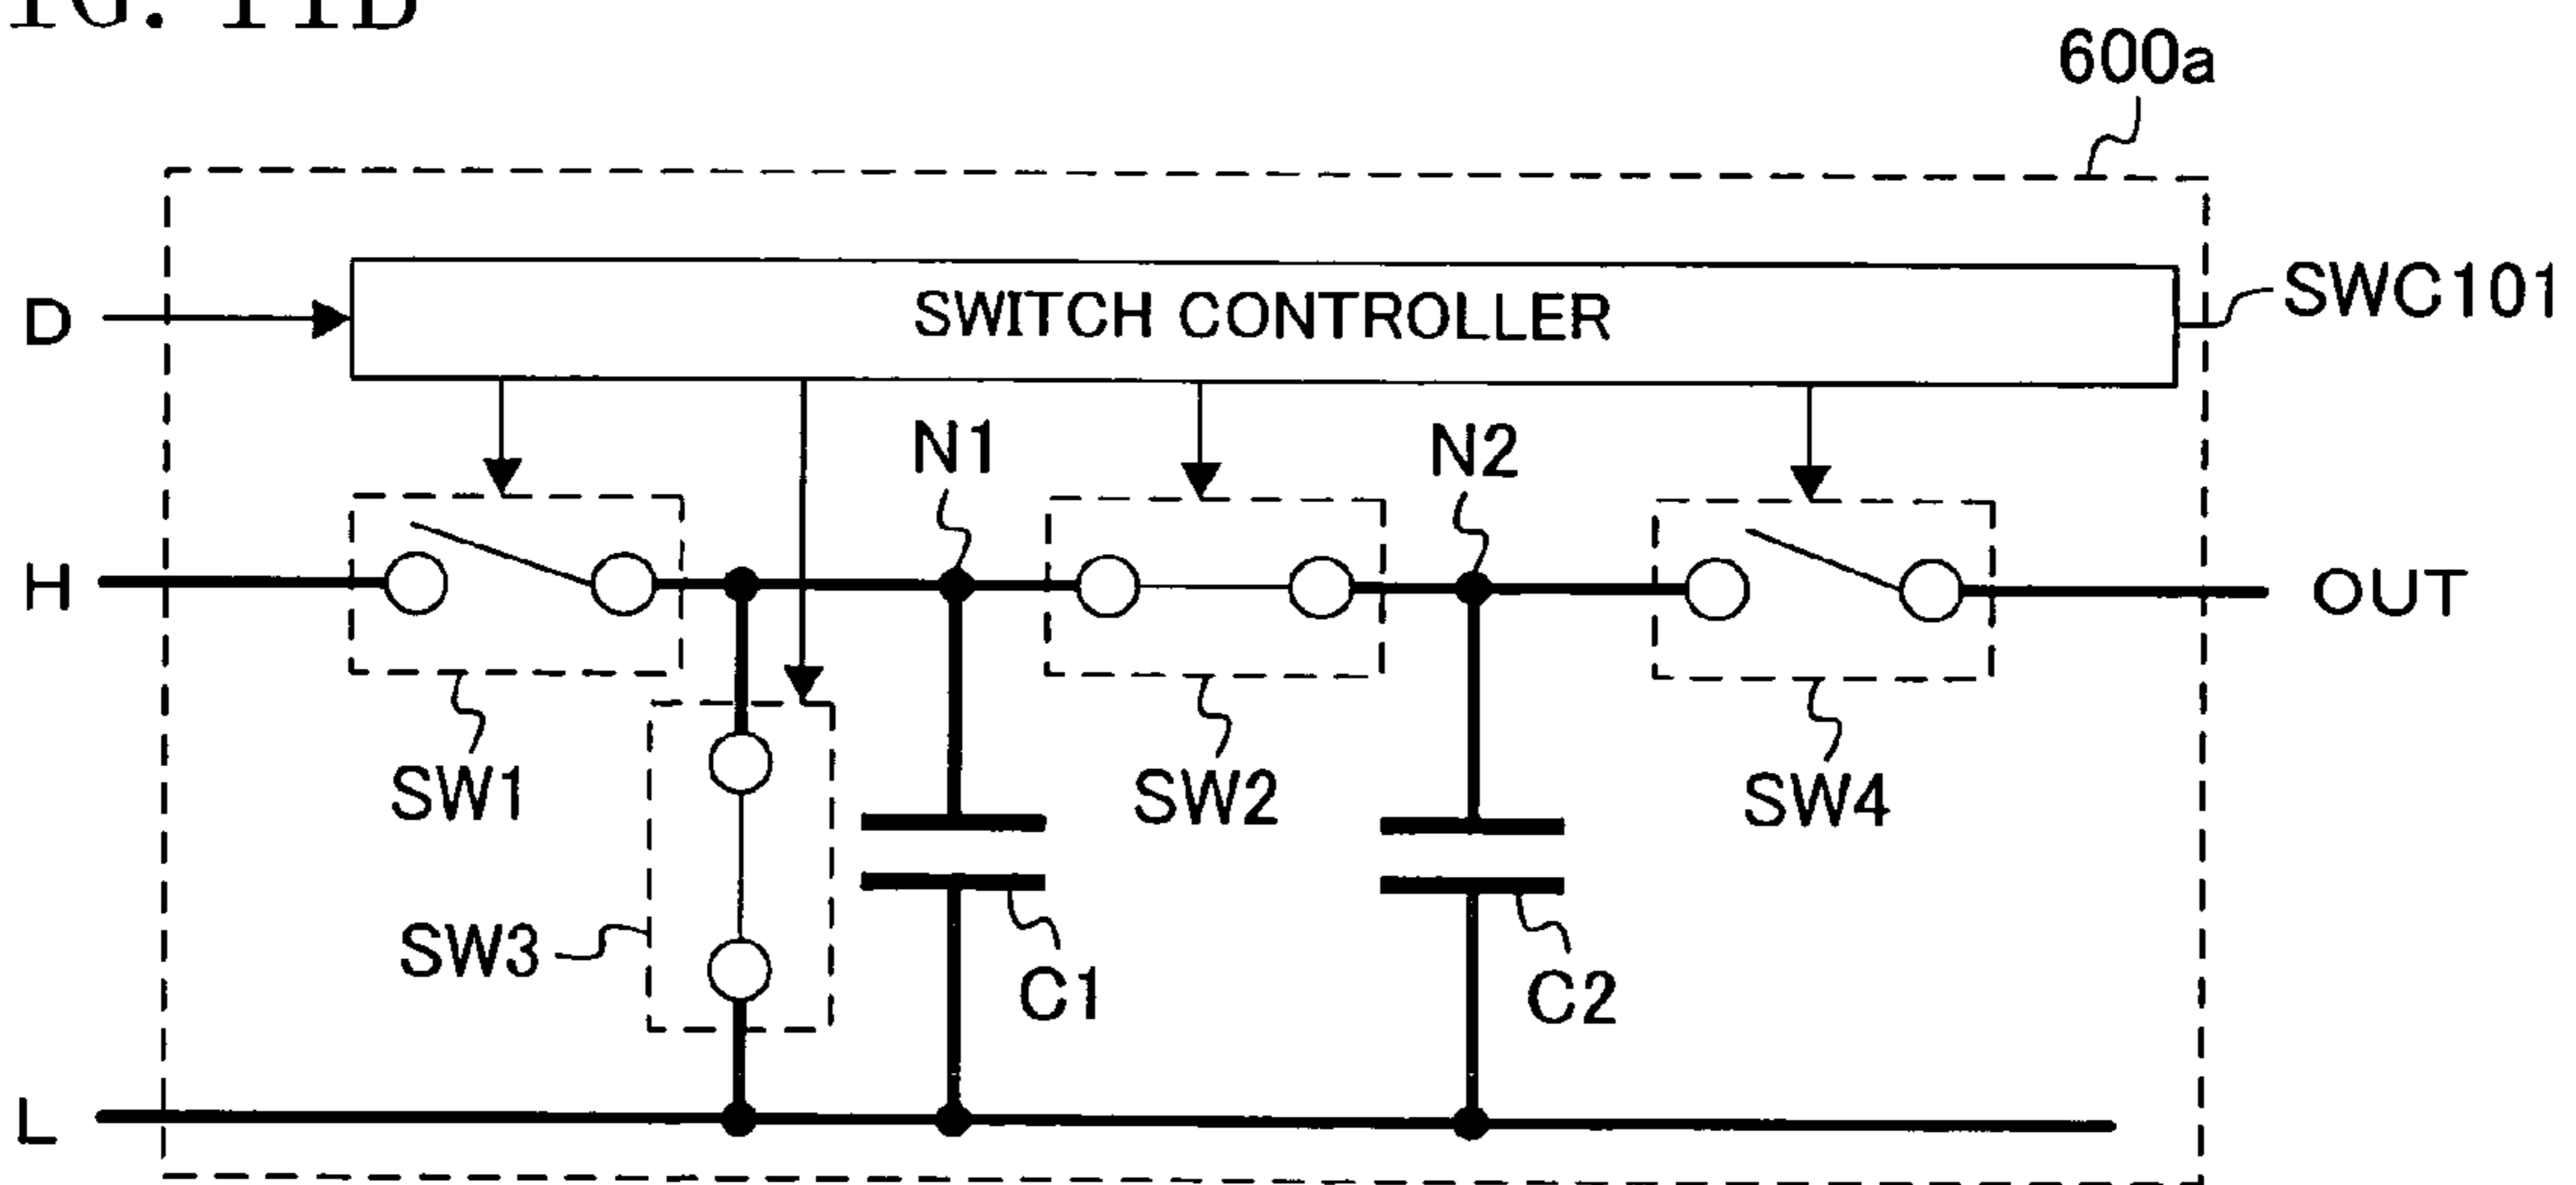 600a
D
SWITCH CONTROLLER
SWC101
N1
N2
H
OUT
SW1
SW2
SW4
SW3
C1
C2
L